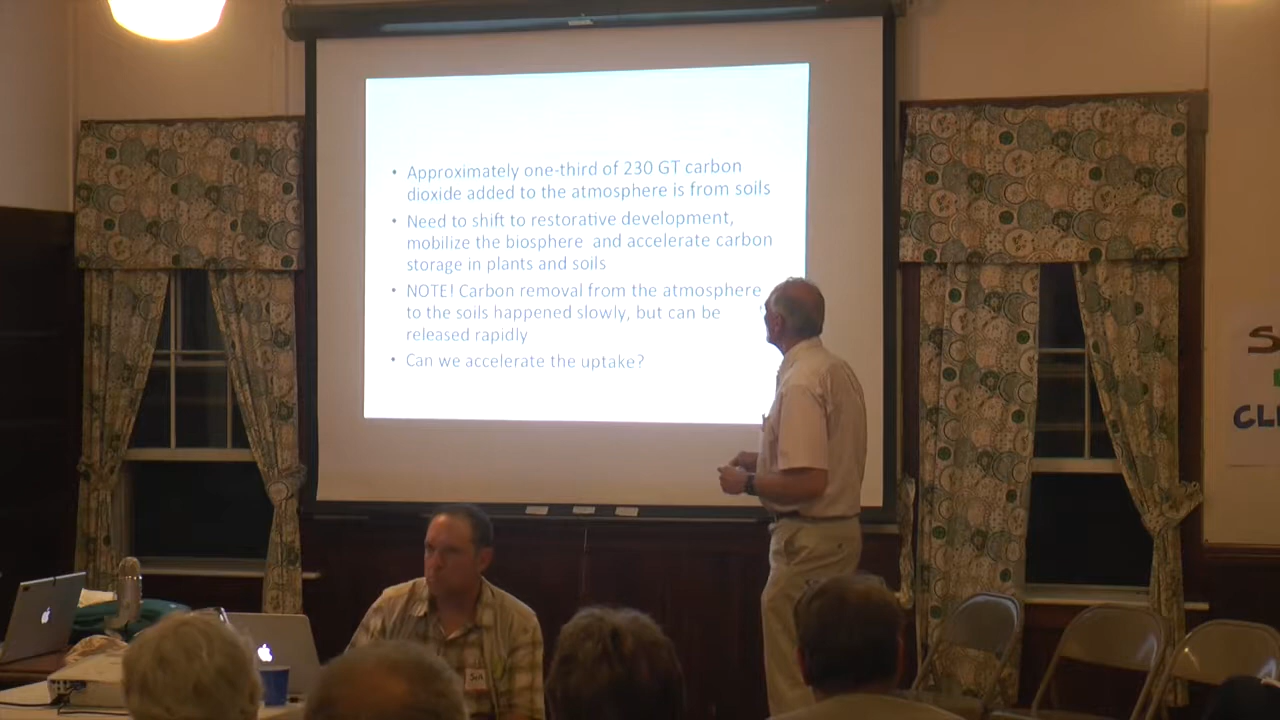 • Approximately one-third of 230 GT carbon
dioxide added to the atmosphere is from soils
• Need to shift to restorative development,
mobilize the biosphere and accelerate carbon
storage in plants and soils
• NOTE! Carbon removal from the atmosphere
to the soils happened slowly, but can be
released rapidly
• Can we accelerate the uptake?